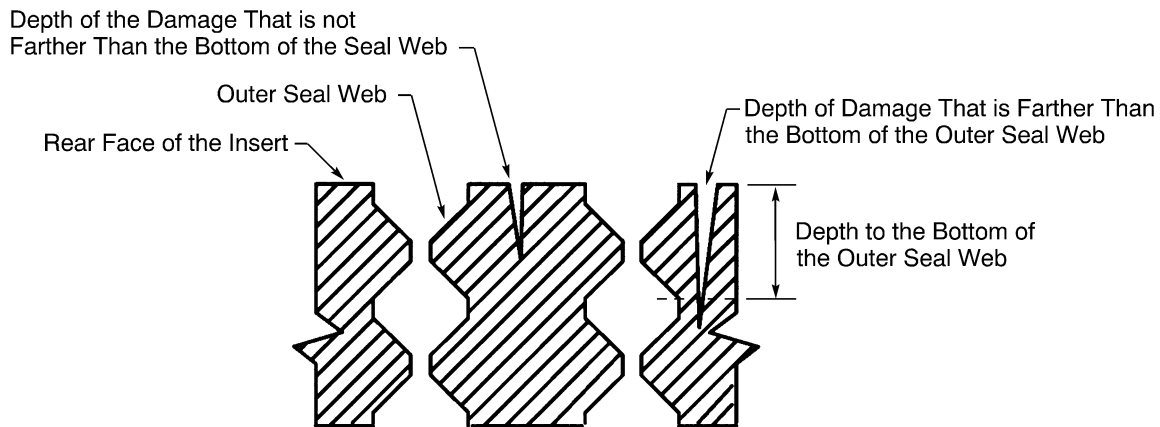 Depth of the Damage That is not
Farther Than the Bottom of the Seal Web
Outer Seal Web
Rear Face of the Insert
Depth of Damage That is Farther Than
the Bottom of the Outer Seal Web
Depth to the Bottom of
the Outer Seal Web